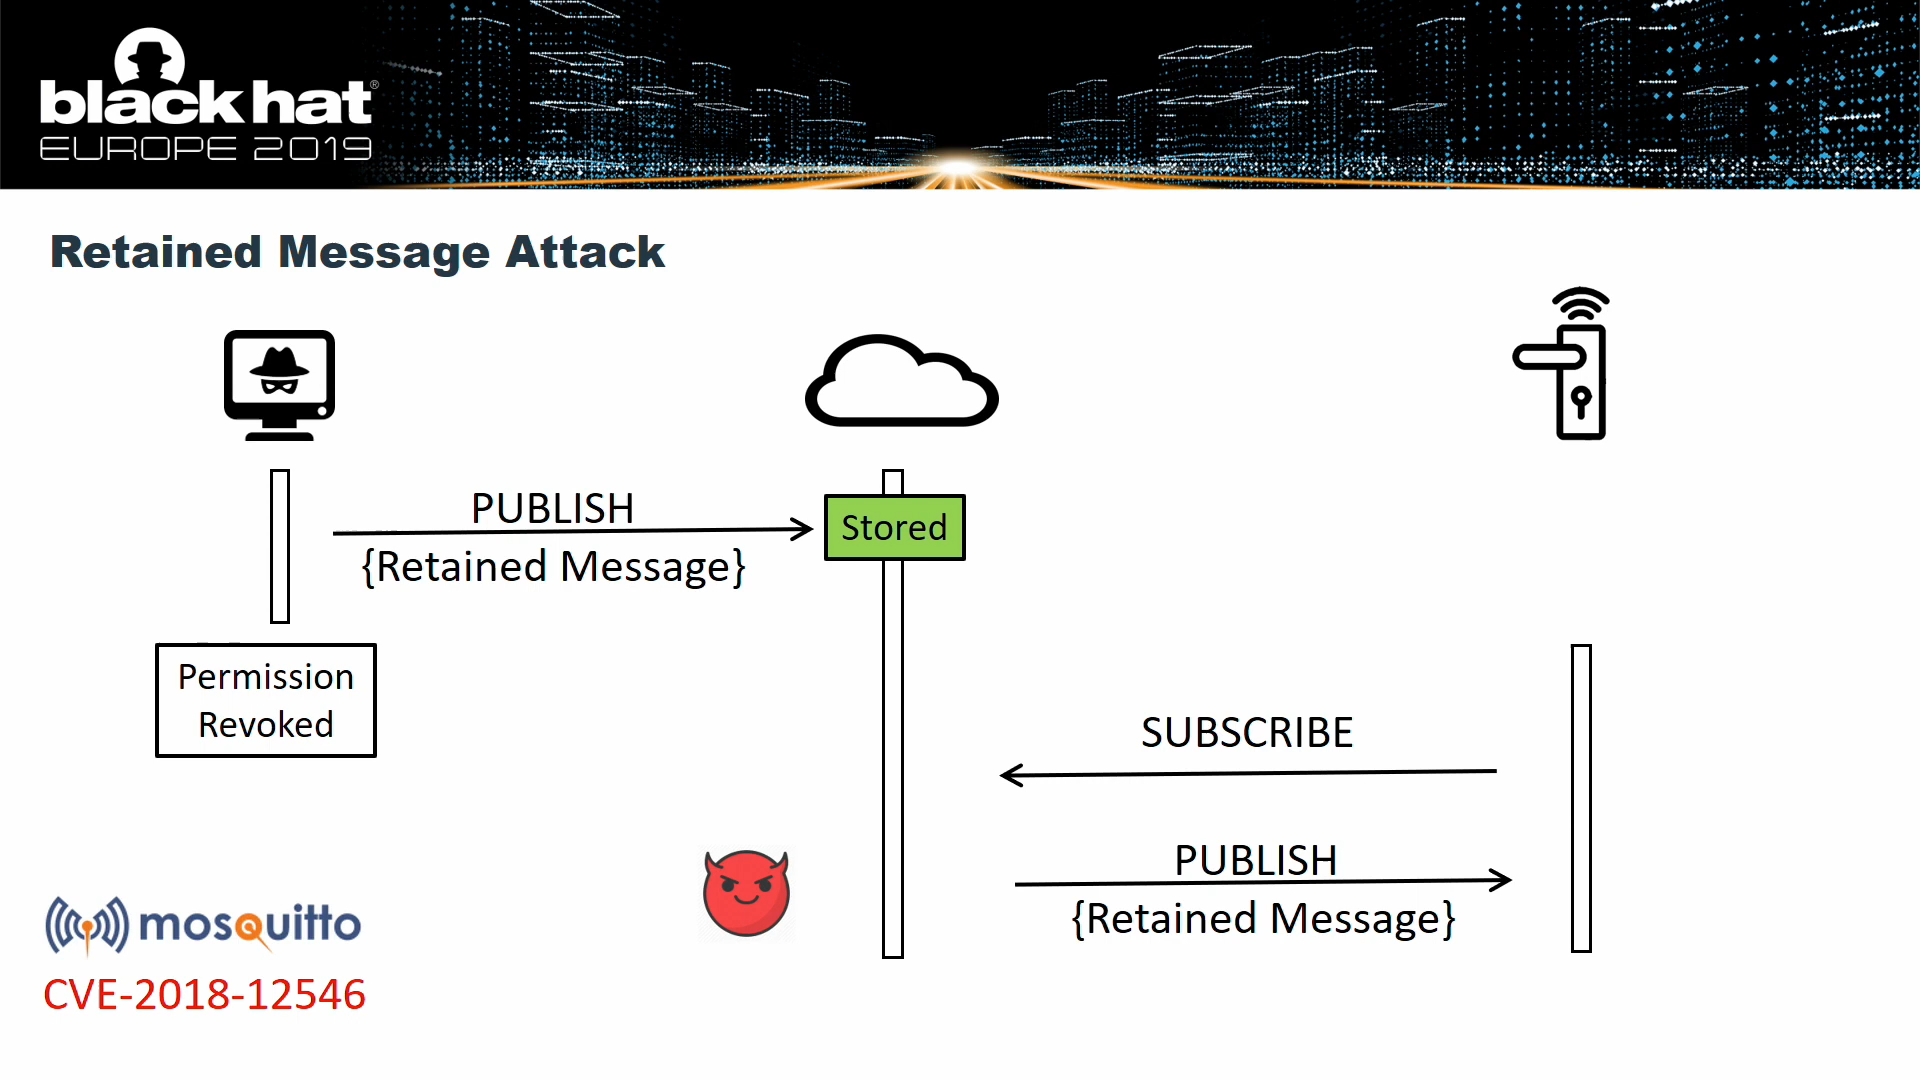 black hat®
EUROPE 2019
Retained Message Attack
PUBLISH
{Retained Message}
Stored
Permission
Revoked
SUBSCRIBE
PUBLISH
{Retained Message}
mosquitto
CVE-2018-12546